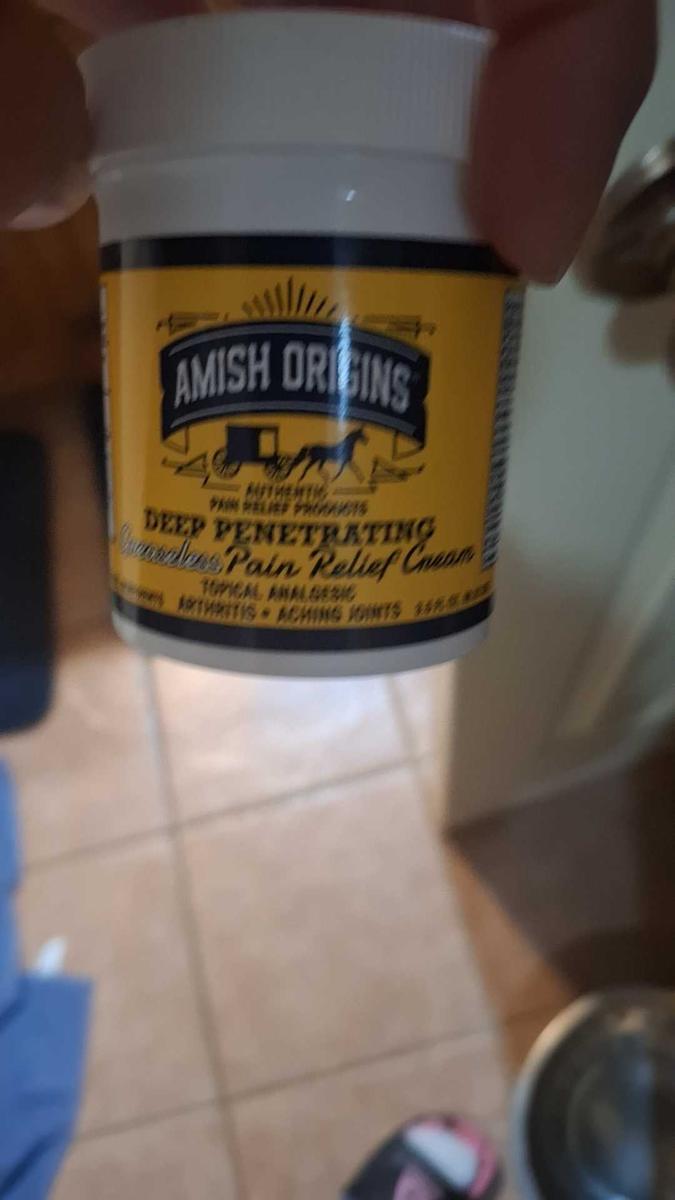 AMISH ORIGINS
AUTHENTIC
PAIN RELIEF PRODUCTS
DEEP PENETRATING
Greaseless Pain Relief Cream
TOPICAL ANALGESIC
ARTHRITIS • ACHING JOINTS